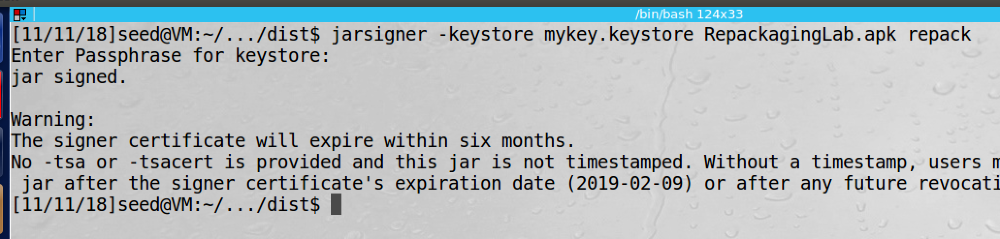 /bin/bash 124x33
[11/11/18]seed@VM:~/.../dist$ jarsigner -keystore mykey.keystore RepackagingLab.apk repack
Enter Passphrase for keystore:
jar signed.
Warning:
The signer certificate will expire within six months.
No -tsa or -tsacert is provided and this jar is not timestamped. Without a timestamp, users
jar after the signer certificate's expiration date (2019-02-09) or after any future
[11/11/18]seed@VM:~/.../dist$